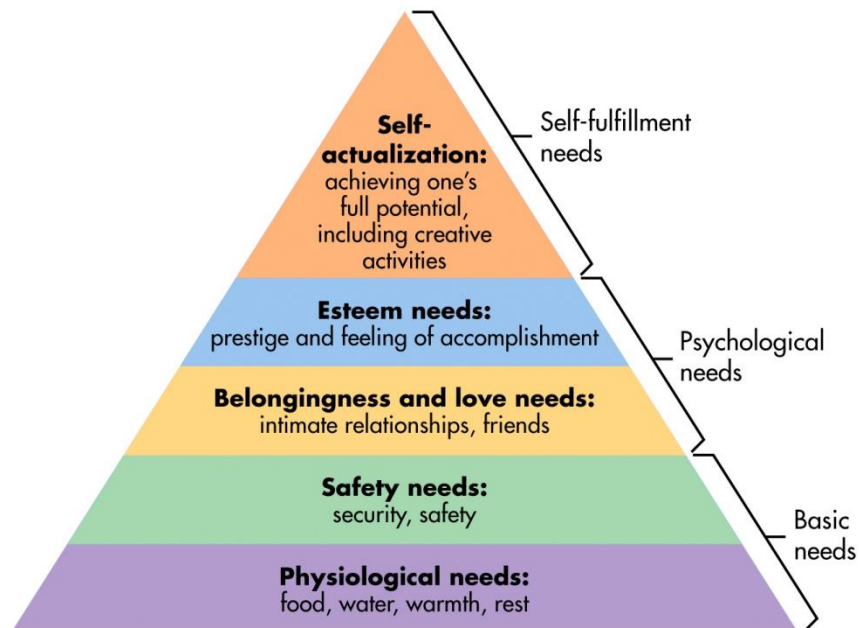 Self-
actualization:
achieving one's
full potential,
including creative
activities
Self-fulfillment
needs
Esteem needs:
prestige and feeling of accomplishment
Belongingness and love needs:
intimate relationships, friends
Psychological
needs
Safety needs:
security, safety
Physiological needs:
food, water, warmth, rest
Basic
needs